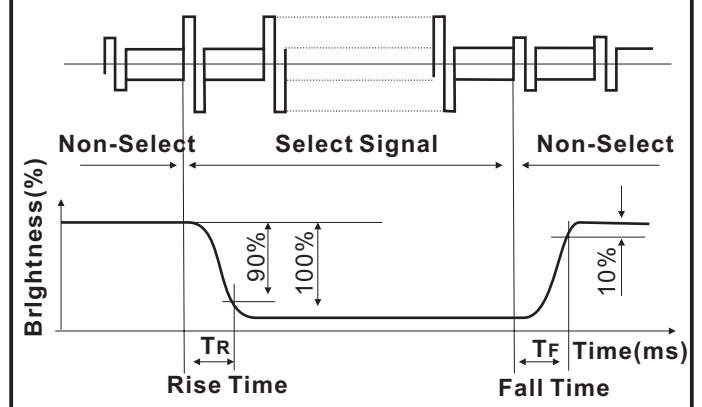 Non-Select Select Signal Non-Select
Brightness(%)
90%
100%
10%
TR TF Time(ms)
Rise Time Fall Time